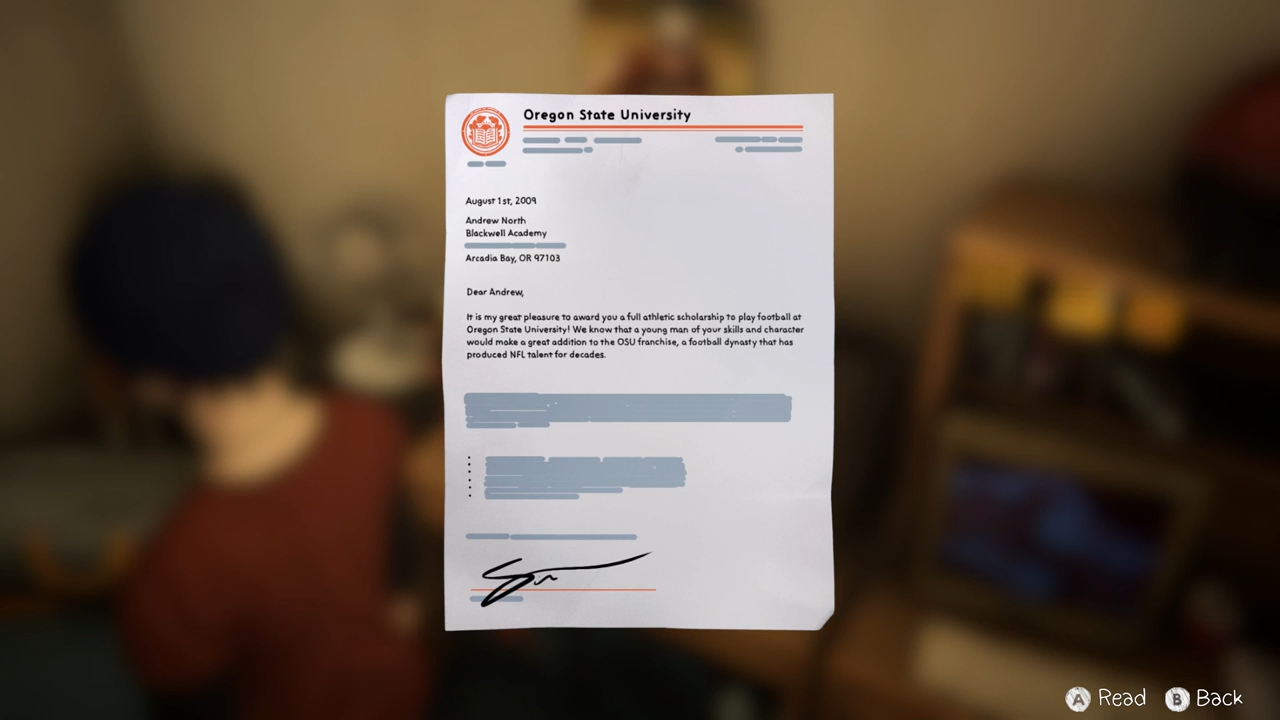 Oregon State University
August 1st, 2009
Andrew North
Blackwell Academy
Arcadia Bay, OR 97103
Dear Andrew,
It is my great pleasure to award you a full athletic scholarship to play football at
Oregon State University! We know that a young man of your skills and character
would make a great addition to the OSU franchise, a football dynasty that has
produced NFL talent for decades.
A Read B Back